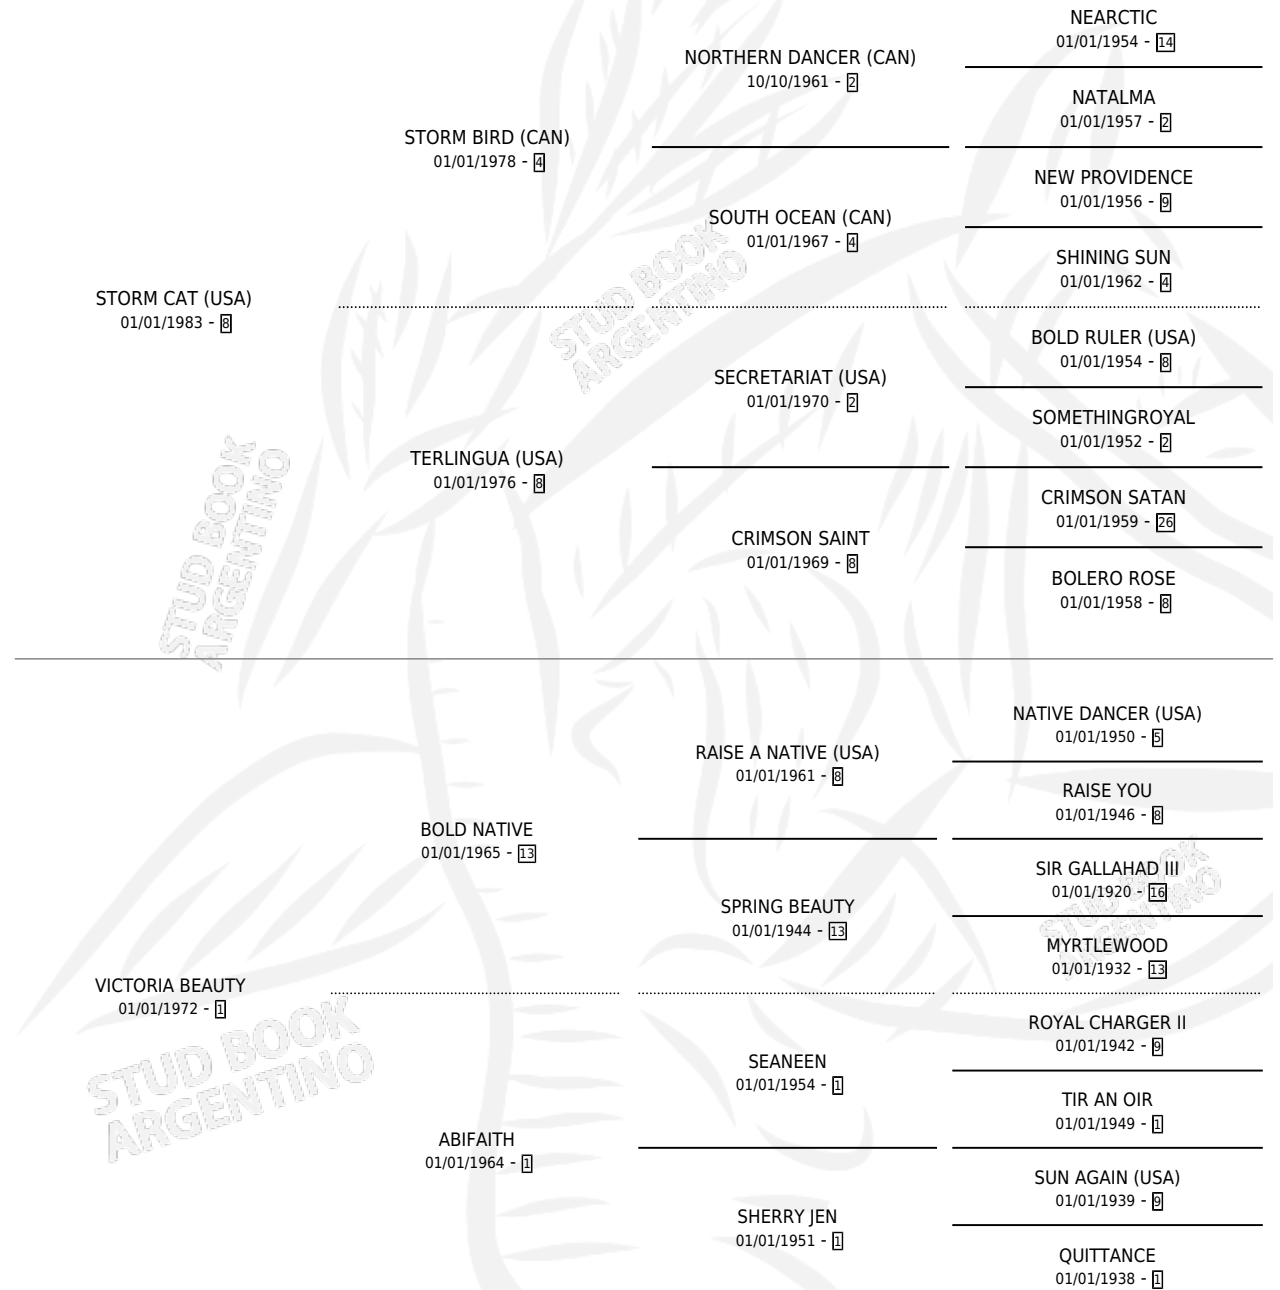 NEARCTIC
01/01/1954 - 14
NORTHERN DANCER (CAN)
10/10/1961 - 2
NATALMA
01/01/1957 - 2
STORM BIRD (CAN)
01/01/1978 - 4
NEW PROVIDENCE
01/01/1956 - 9
SOUTH OCEAN (CAN)
01/01/1967 - 4
SHINING SUN
01/01/1962 - 4
STORM CAT (USA)
01/01/1983 - 8
BOLD RULER (USA)
01/01/1954 - 8
SECRETARIAT (USA)
01/01/1970 - 2
SOMETHINGROYAL
01/01/1952 - 2
TERLINGUA (USA)
01/01/1976 - 8
CRIMSON SATAN
01/01/1959 - 26
CRIMSON SAINT
01/01/1969 - 8
BOLERO ROSE
01/01/1958 - 8
NATIVE DANCER (USA)
01/01/1950 - 5
RAISE A NATIVE (USA)
01/01/1961 - 8
RAISE YOU
01/01/1946 - 8
BOLD NATIVE
01/01/1965 - 13
SIR GALLAHAD III
01/01/1920 - 16
SPRING BEAUTY
01/01/1944 - 13
MYRTLEWOOD
01/01/1932 - 13
VICTORIA BEAUTY
01/01/1972 - 1
ROYAL CHARGER II
01/01/1942 - 9
SEANEEN
01/01/1954 - 1
TIR AN OIR
01/01/1949 - 1
ABIFAITH
01/01/1964 - 1
SUN AGAIN (USA)
01/01/1939 - 9
SHERRY JEN
01/01/1951 - 1
QUITTANCE
01/01/1938 - 1
STUD BOOK
ARGENTINO
STUD BOOK
ARGENTINO
STUD BOOK
ARGENTINO
STUD BOOK
ARGENTINO